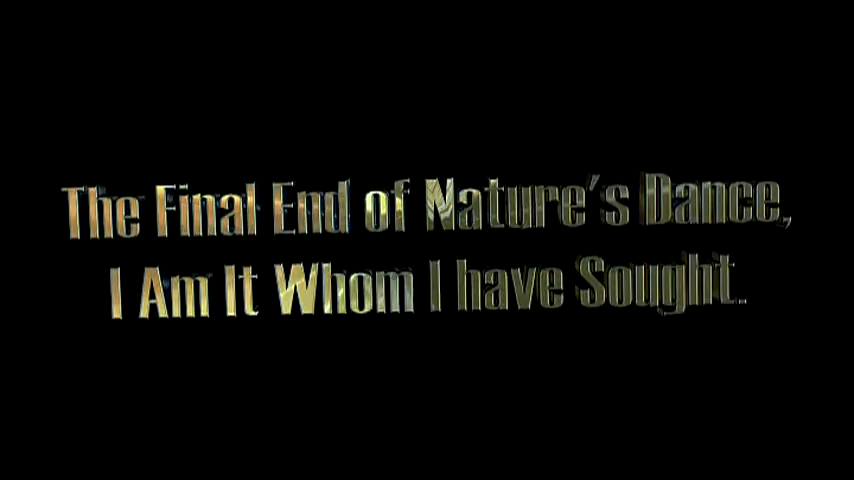 The Final End of Nature's Dance,
I Am It Whom I have Sought.